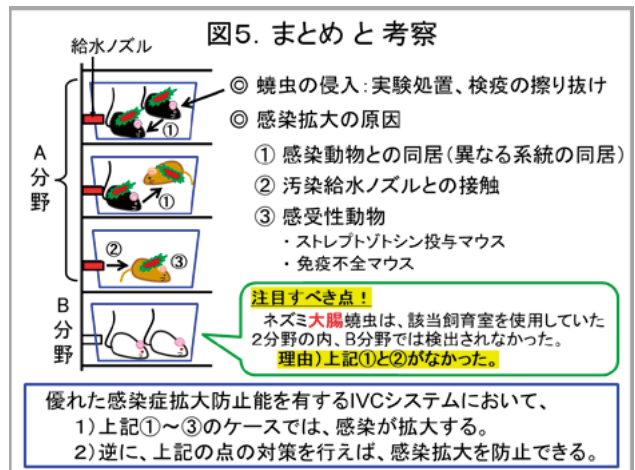 図5. まとめ と 考察
給水ノズル
◎ 蟯虫の侵入：実験処置、検疫の擦り抜け
◎ 感染拡大の原因
① 感染動物との同居（異なる系統の同居）
② 汚染給水ノズルとの接触
③ 感受性動物
・ストレプトゾトシン投与マウス
・免疫不全マウス
A分野
①
①
② ③
B分野
注目すべき点！
ネズミ大腸蟯虫は、該当飼育室を使用していた
2分野の内、B分野では検出されなかった。
理由）上記①と②がなかった。
優れた感染症拡大防止能を有するIVCシステムにおいて、
1）上記①～③のケースでは、感染が拡大する。
2）逆に、上記の点の対策を行えば、感染拡大を防止できる。